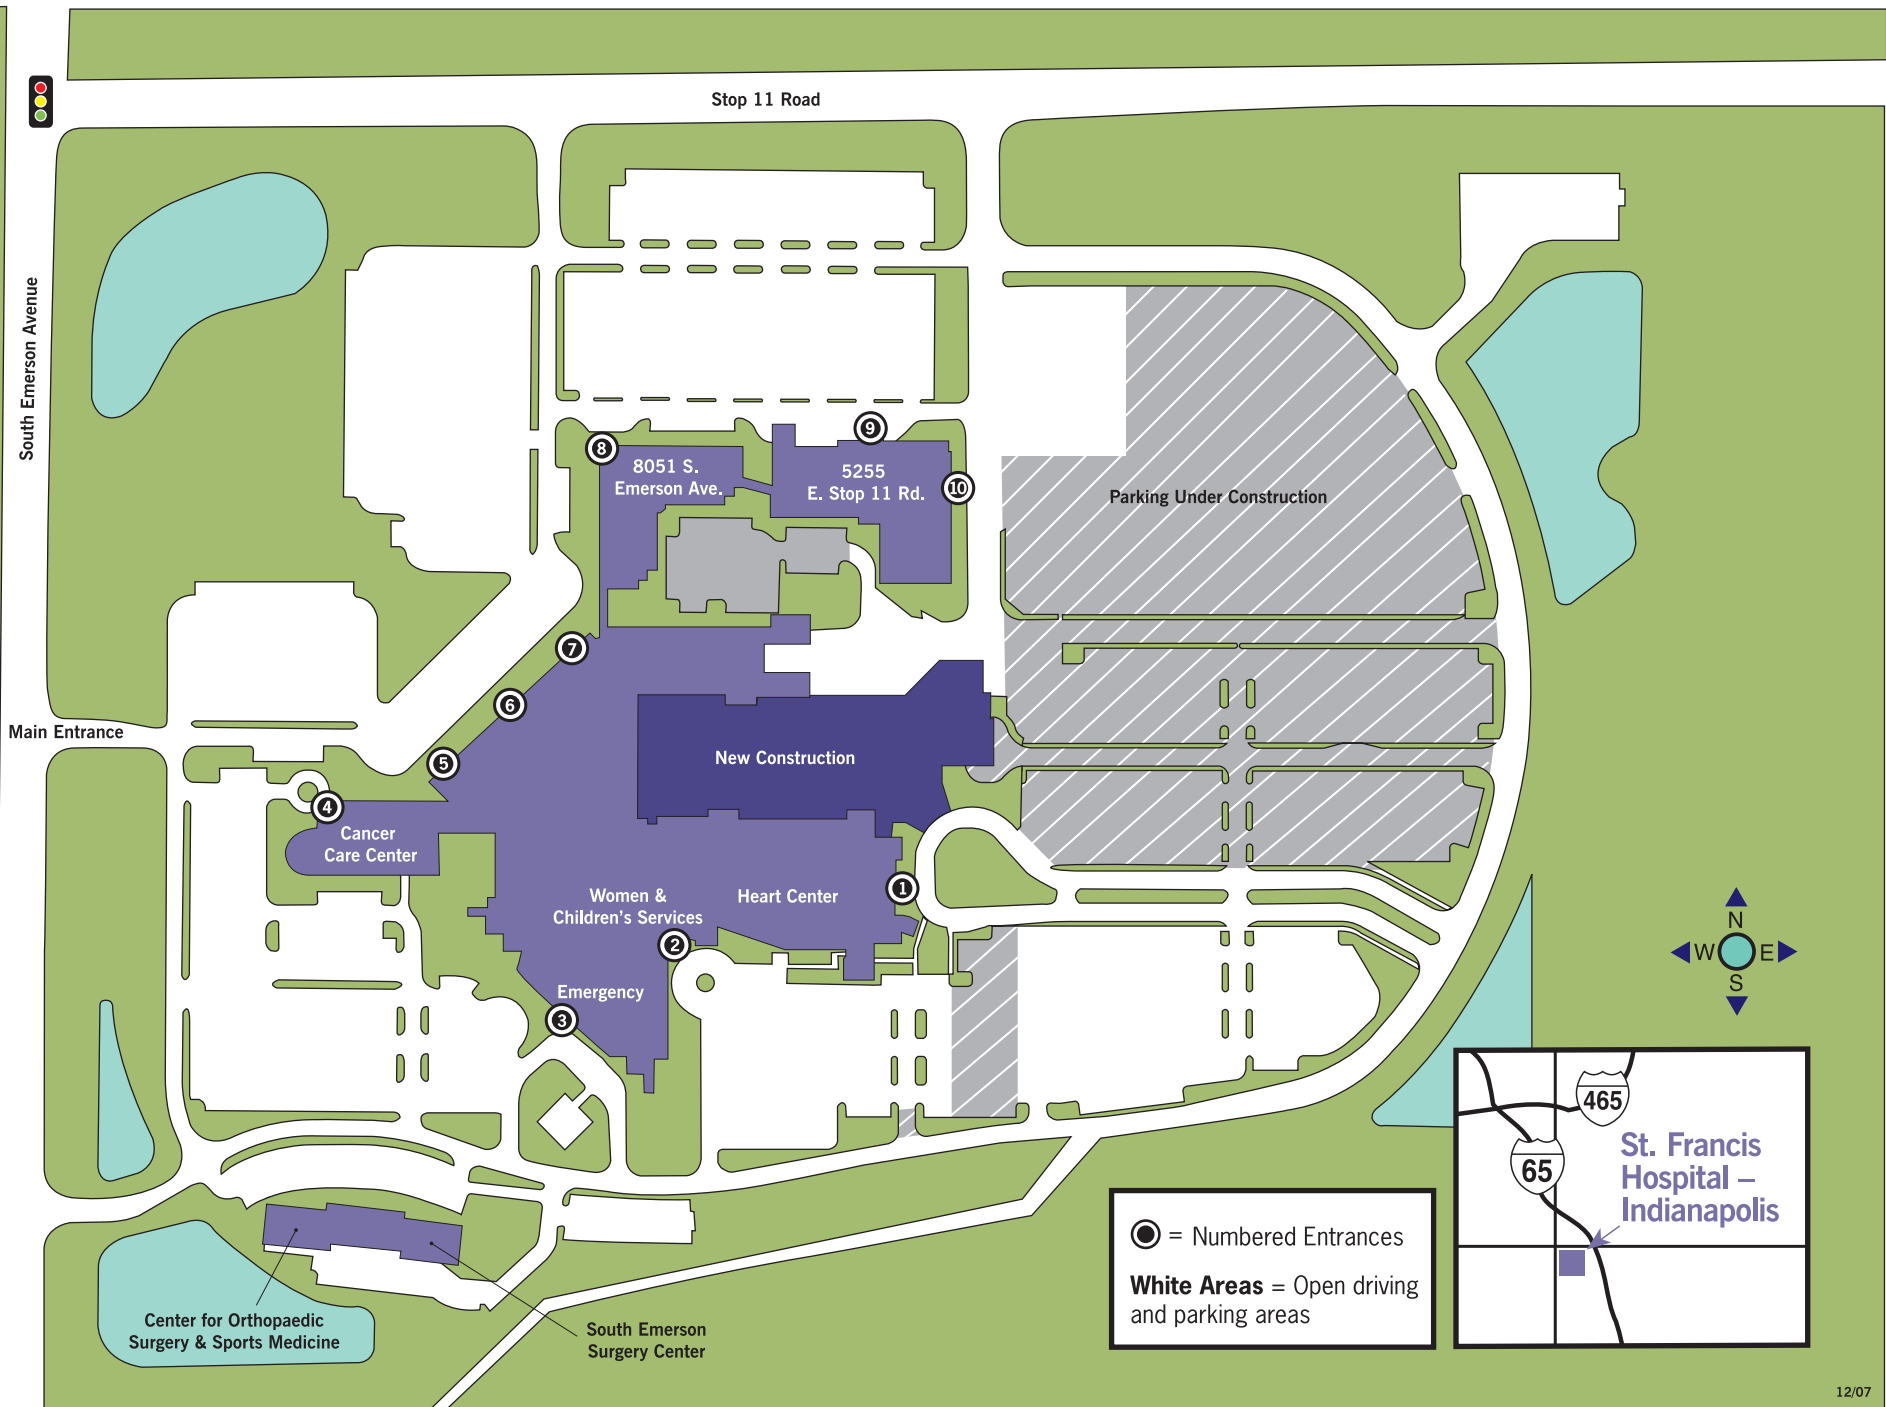 Stop 11 Road
South Emerson Avenue
8
9
8051 S.
Emerson Ave.
5255
E. Stop 11 Rd.
10
Parking Under Construction
7
6
Main Entrance
5
New Construction
4
Cancer
Care Center
Women &
Children's Services
Heart Center
1
2
Emergency
3
N
W
E
S
465
65
St. Francis
Hospital –
Indianapolis
= Numbered Entrances
White Areas = Open driving
and parking areas
Center for Orthopaedic
Surgery & Sports Medicine
South Emerson
Surgery Center
12/07